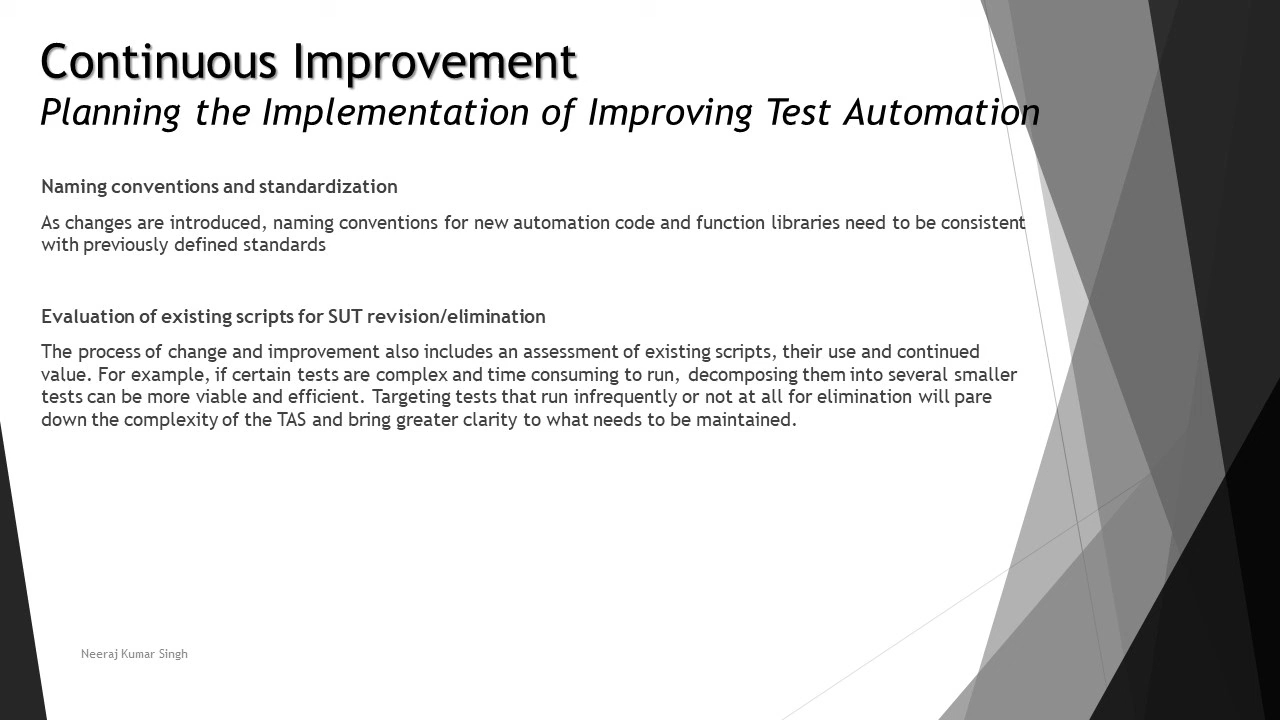 Continuous Improvement
Planning the Implementation of Improving Test Automation
Naming conventions and standardization
As changes are introduced, naming conventions for new automation code and function libraries need to be consistent
with previously defined standards
Evaluation of existing scripts for SUT revision/elimination
The process of change and improvement also includes an assessment of existing scripts, their use and continued
value. For example, if certain tests are complex and time consuming to run, decomposing them into several smaller
tests can be more viable and efficient. Targeting tests that run infrequently or not at all for elimination will pare
down the complexity of the TAS and bring greater clarity to what needs to be maintained.
Neeraj Kumar Singh